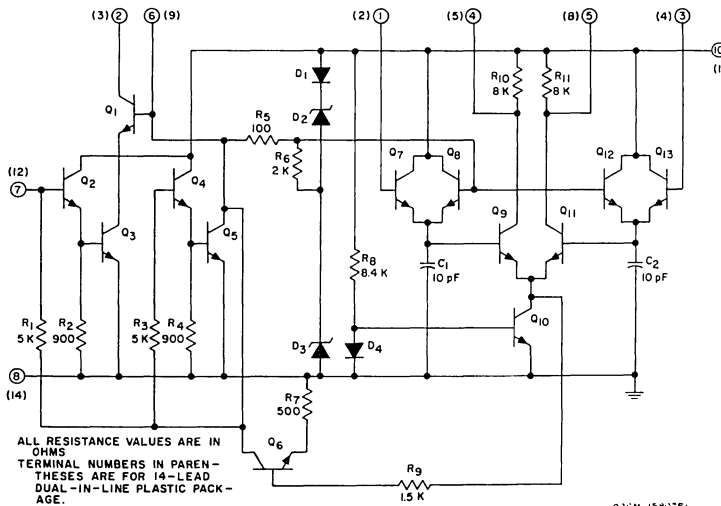 (3) 2
6 (9)
(2) 1
(5) 4
(8) 5
(4) 3
10
R10
8 K
R11
8 K
D1
D2
Q1
R5
100
R6
2 K
Q7
Q8
Q12
Q13
(12)
7
Q2
Q4
Q3
Q5
Q9
Q11
R8
8.4 K
C1
10 pF
C2
10 pF
R1
5 K
R2
900
R3
5 K
R4
900
D3
D4
Q10
8
(14)
R7
500
Q6
R9
1.5 K
ALL RESISTANCE VALUES ARE IN
OHMS
TERMINAL NUMBERS IN PAREN-
THESES ARE FOR 14-LEAD
DUAL-IN-LINE PLASTIC PACK-
AGE.